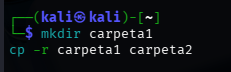 ┌──(kali㉿kali)-[~]
└─$ mkdir carpeta1
cp -r carpeta1 carpeta2